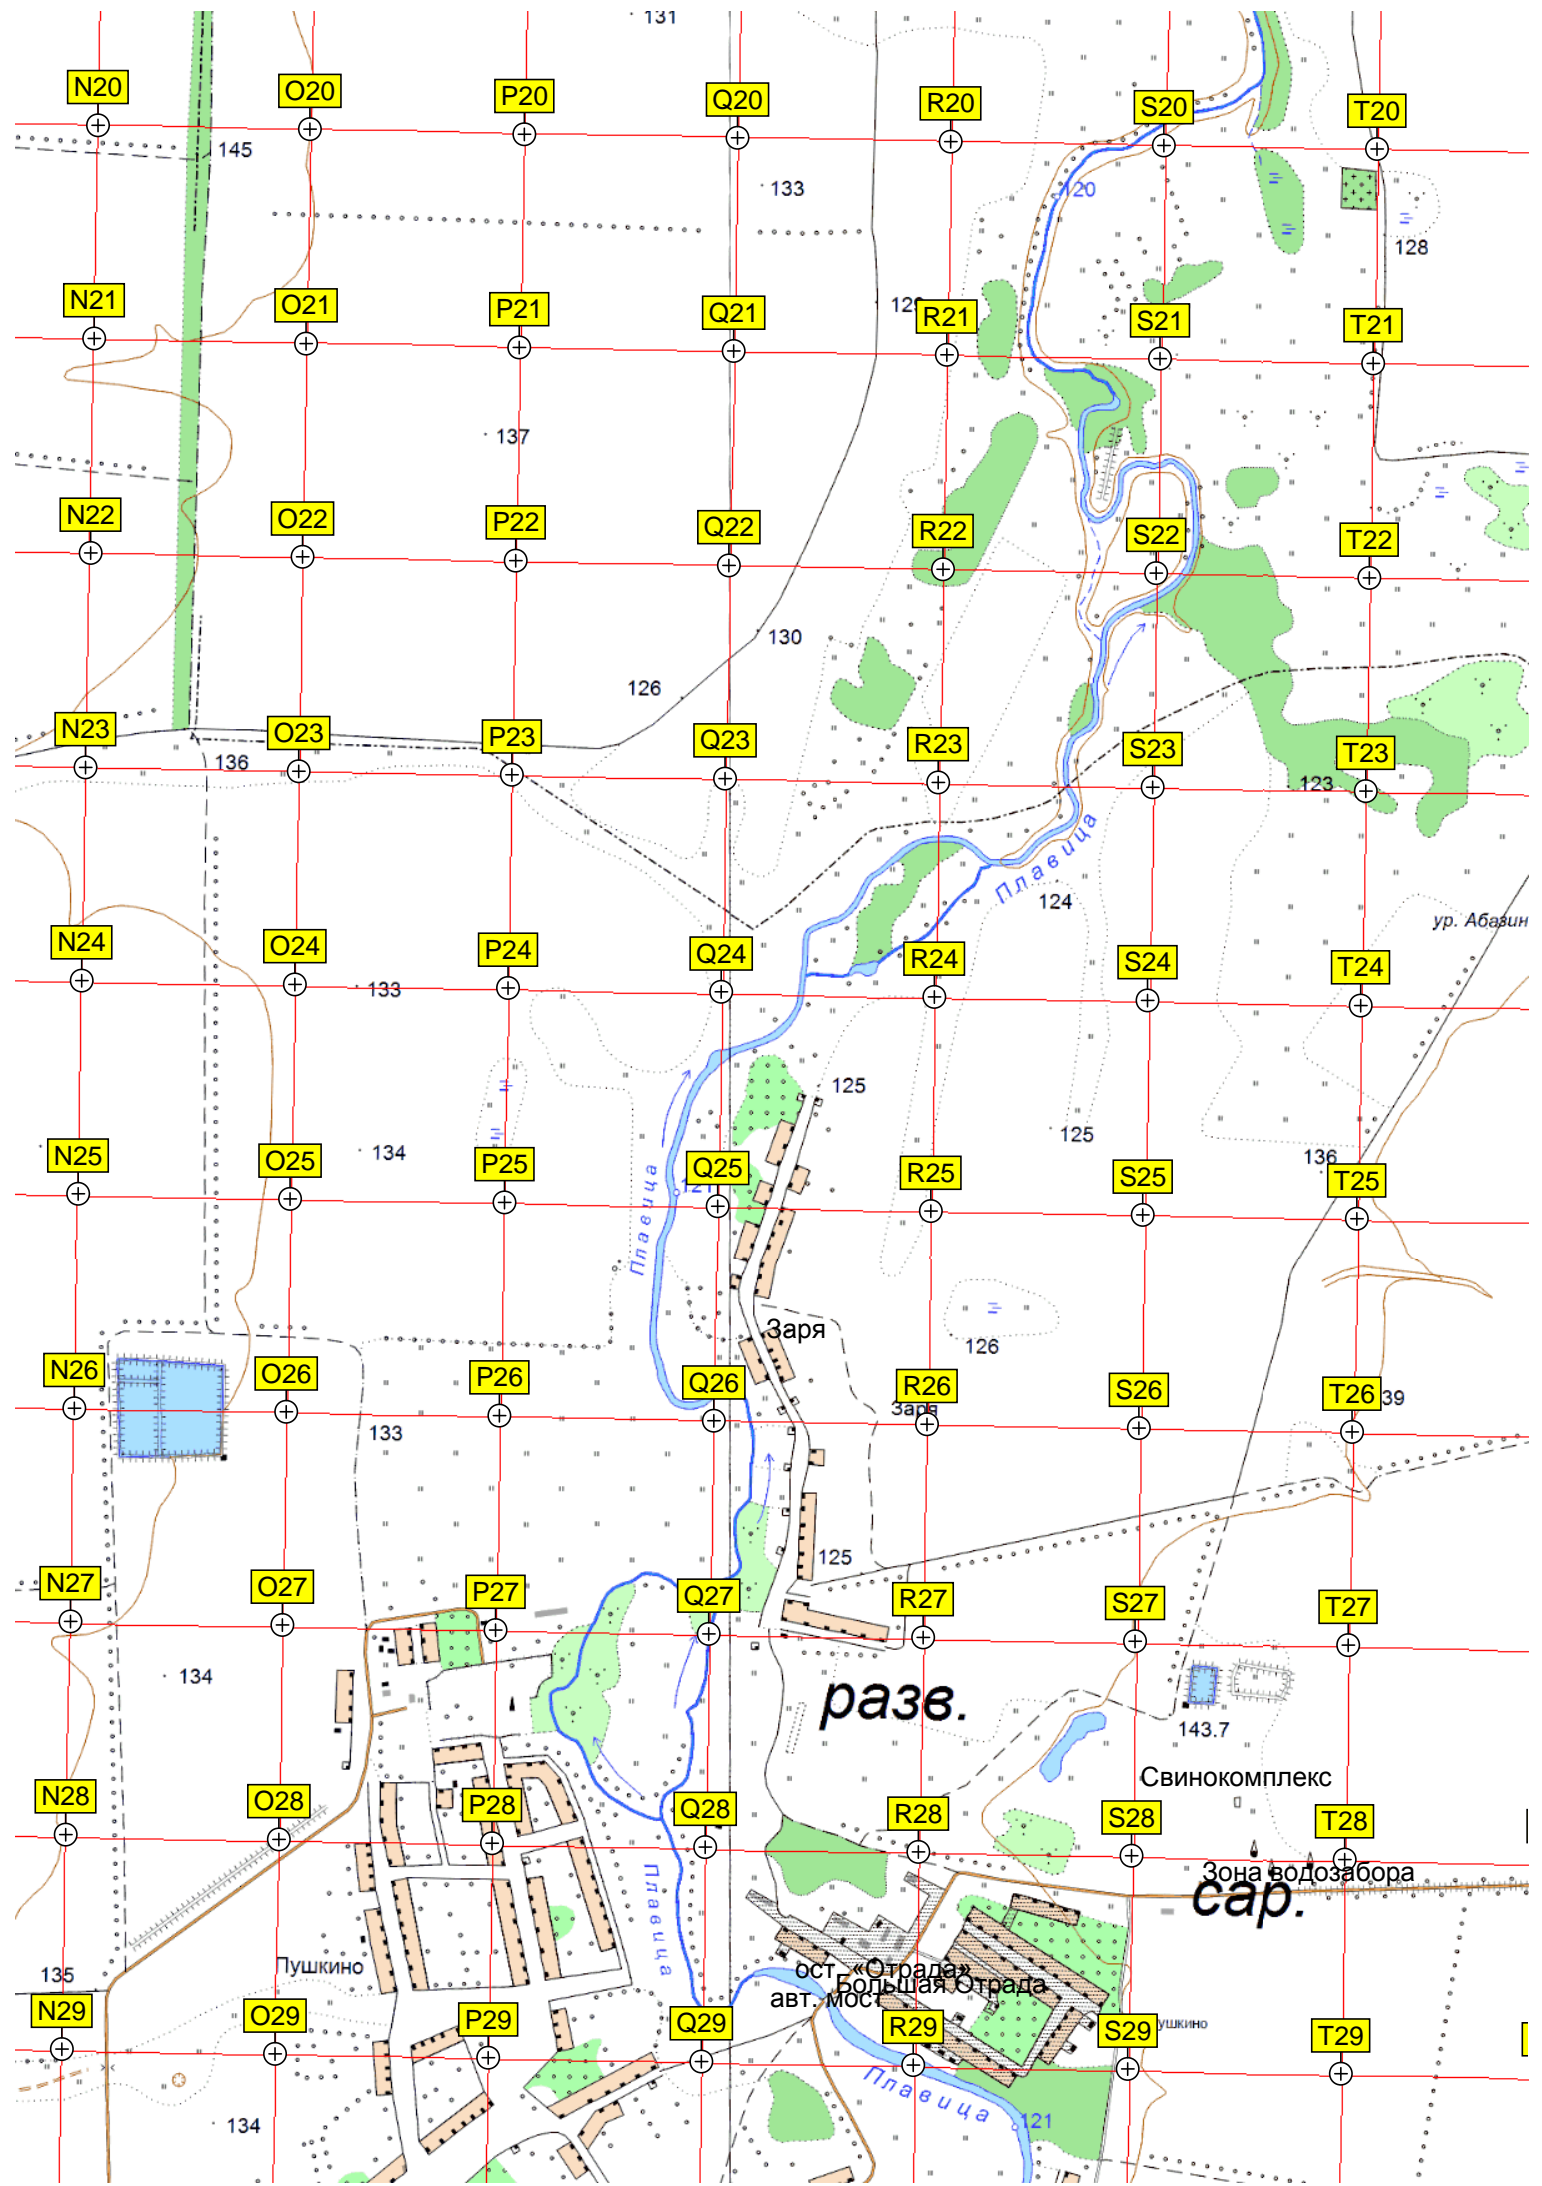 131
N20 O20 P20 Q20 R20 S20 T20
145
133
120
128
N21 O21 P21 Q21 R21 S21 T21
137
N22 O22 P22 Q22 R22 S22 T22
130
126
N23 O23 P23 Q23 R23 S23 T23
136
123
Плавица
124
ур. Абазин
N24 O24 P24 Q24 R24 S24 T24
133
125
134
125
136
N25 O25 P25 Q25 R25 S25 T25
Плавица
Заря
126
N26 O26 P26 Q26 R26 S26 T26
39
Заря
133
125
N27 O27 P27 Q27 R27 S27 T27
134
разв.
143.7
Свинокомплекс
N28 O28 P28 Q28 R28 S28 T28
Зона водозабора
сар.
Плавица
Пушкино
135
ост. «Отрада»
Большая Отрада
авт. мост
N29 O29 P29 Q29 R29 S29 T29
ушкино
Плавица
121
134